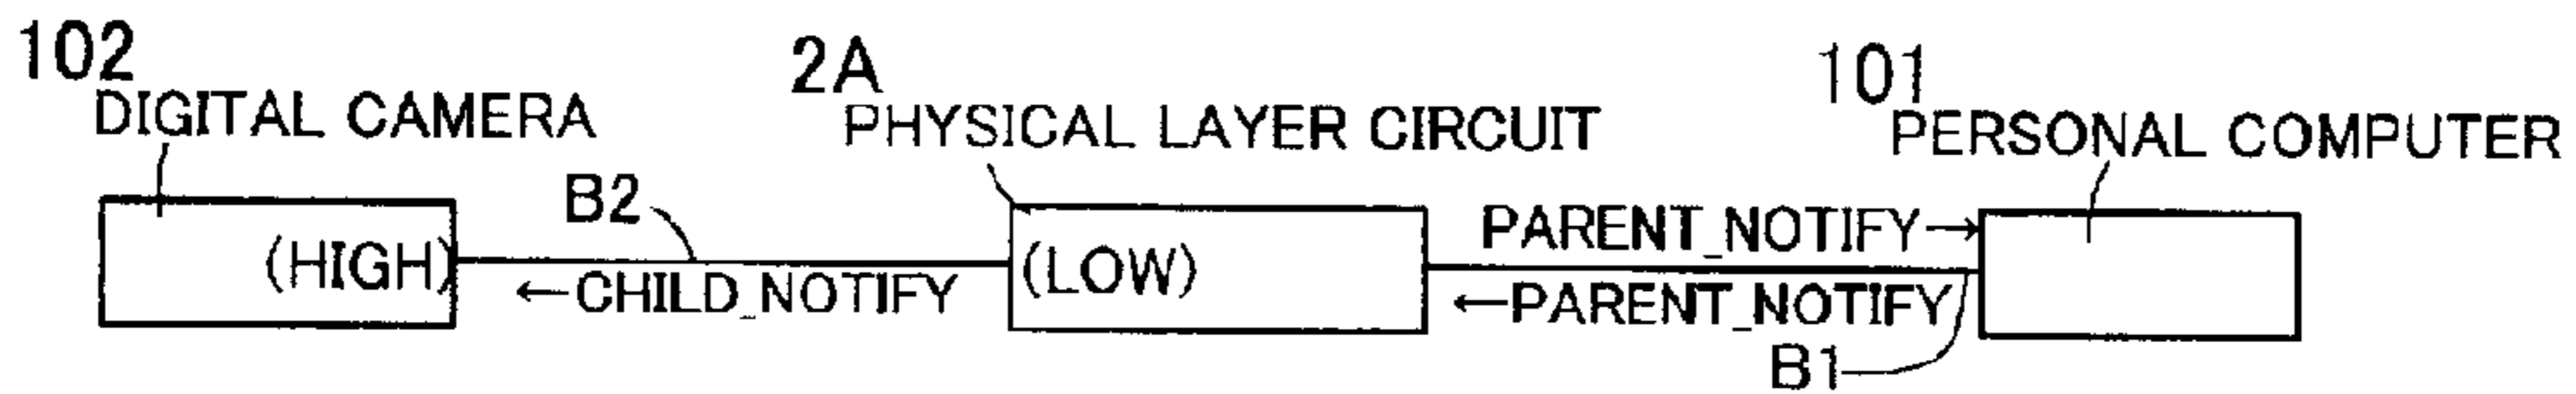 102
DIGITAL CAMERA
2A
PHYSICAL LAYER CIRCUIT
101
PERSONAL COMPUTER
(HIGH)
B2
←CHILD_NOTIFY
(LOW)
PARENT_NOTIFY→
←PARENT_NOTIFY
B1